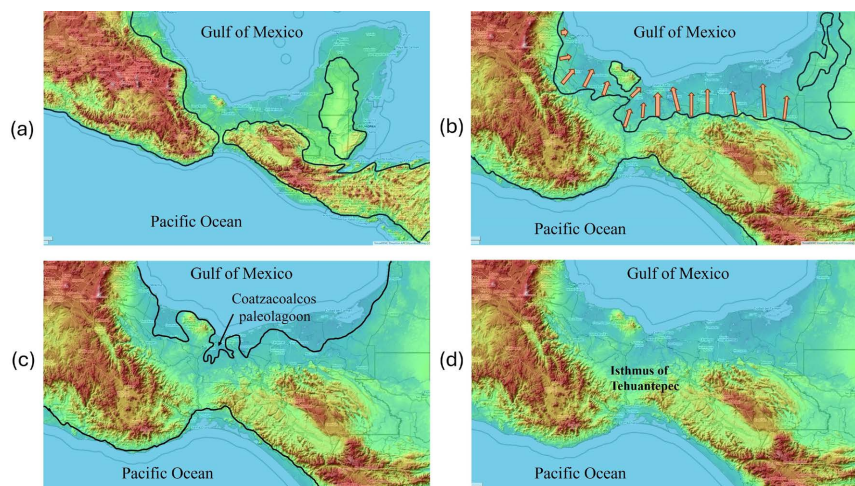 (a)
Gulf of Mexico
Pacific Ocean
(b)
Gulf of Mexico
Pacific Ocean
(c)
Gulf of Mexico
Coatzacoalcos
paleolagoon
Pacific Ocean
(d)
Gulf of Mexico
Isthmus of
Tehuantepec
Pacific Ocean